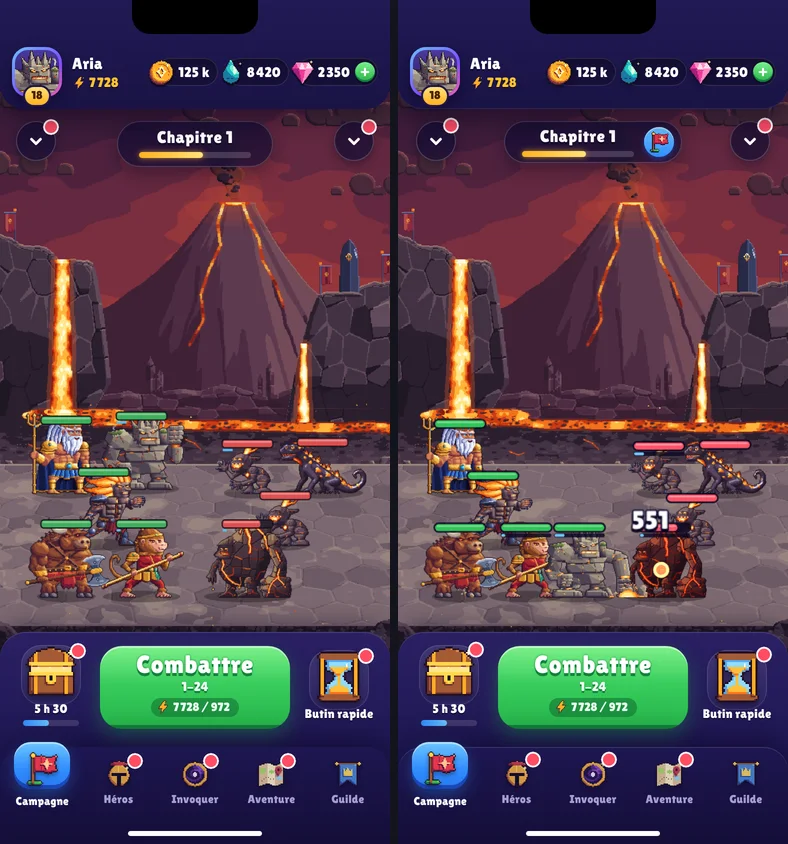 Aria
7728
18
125 k
8420
2350
Chapitre 1
Combattre
1-24
7728 / 972
5 h 30
Butin rapide
Campagne
Héros
Invoquer
Aventure
Guilde
Aria
7728
18
125 k
8420
2350
Chapitre 1
551
Combattre
1-24
7728 / 972
5 h 30
Butin rapide
Campagne
Héros
Invoquer
Aventure
Guilde